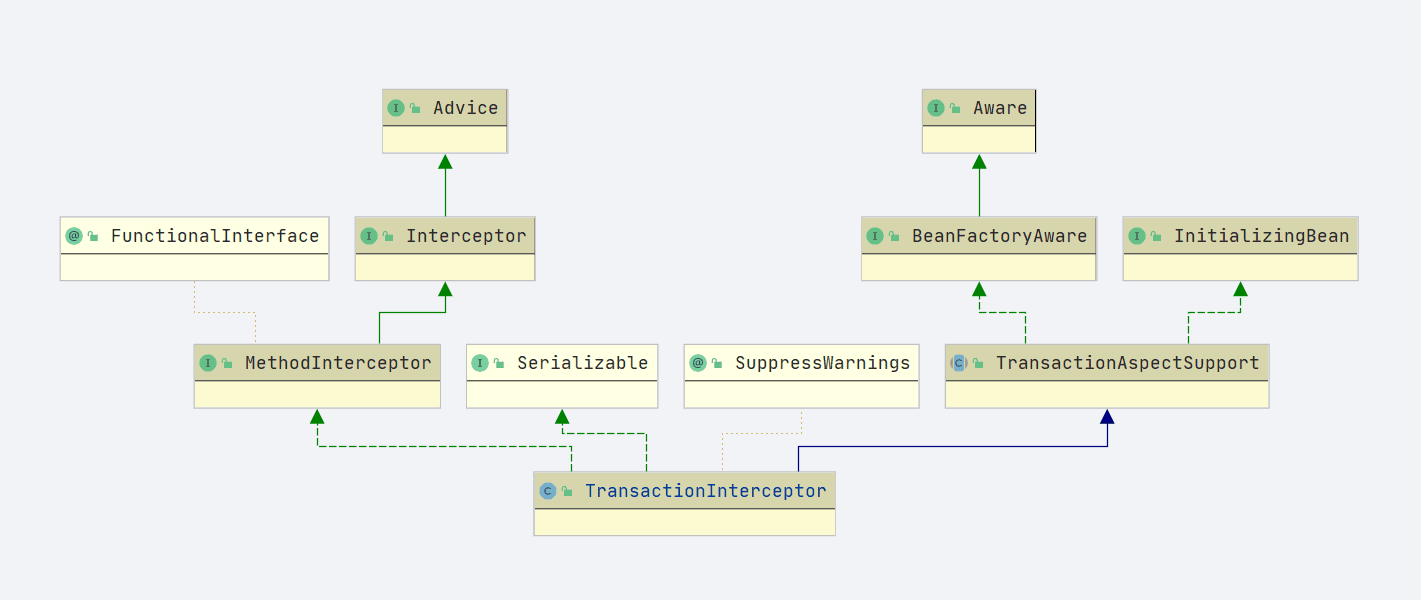 I Advice
I Aware
@ FunctionalInterface
I Interceptor
I BeanFactoryAware
I InitializingBean
I MethodInterceptor
I Serializable
@ SuppressWarnings
C TransactionAspectSupport
C TransactionInterceptor